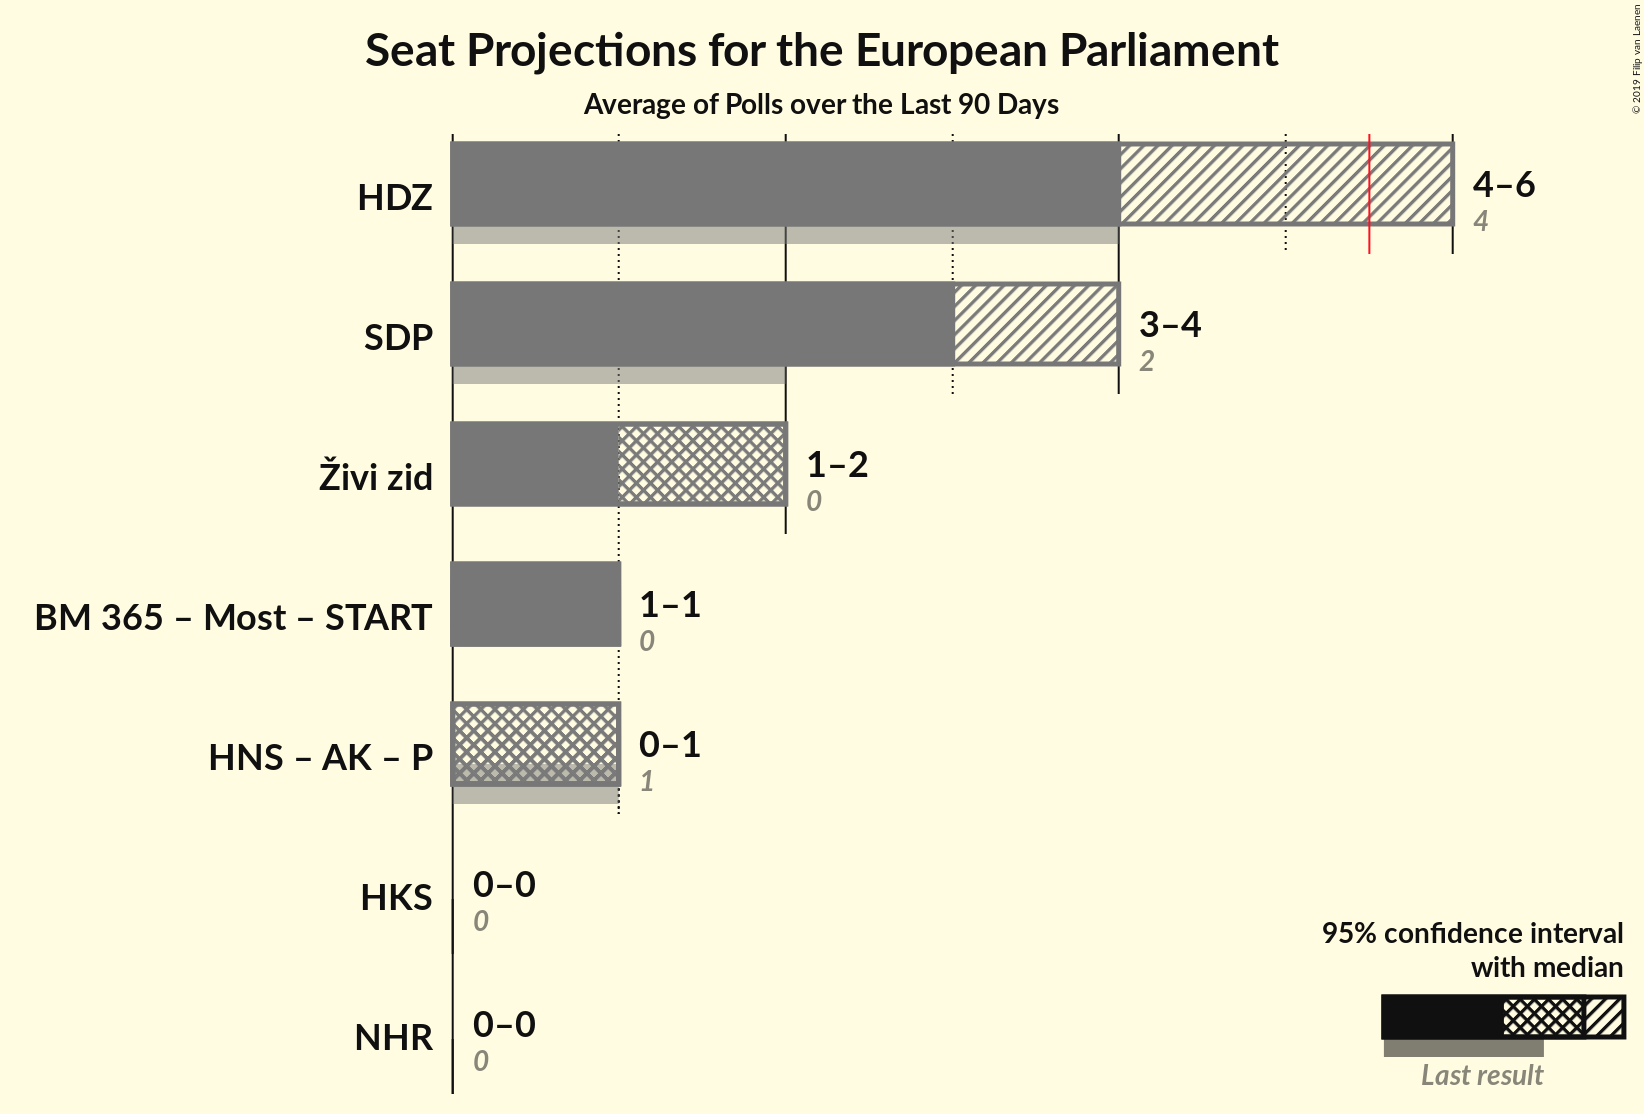 Seat Projections for the European Parliament
Average of Polls over the Last 90 Days
© 2019 Filip van Laenen
HDZ
4–6
4
SDP
3–4
2
Živi zid
1–2
0
BM 365 – Most – START
1–1
0
HNS – AK – P
0–1
1
HKS
0–0
0
NHR
0–0
0
95% confidence interval
with median
Last result